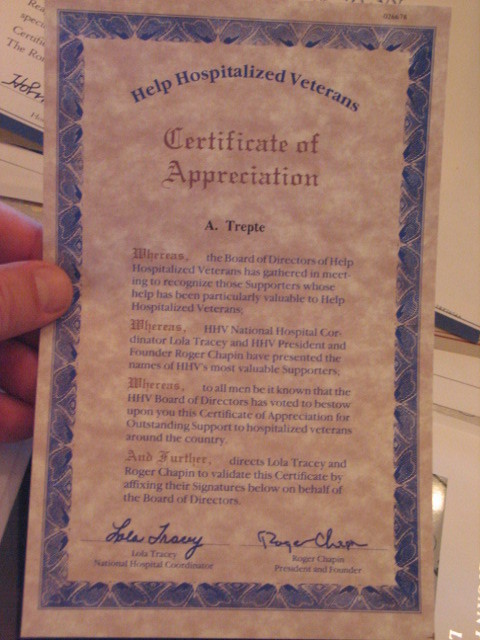 026678
Help Hospitalized Veterans
Certificate of
Appreciation
A. Trepte
Whereas, the Board of Directors of Help
Hospitalized Veterans has gathered in meet-
ing to recognize those Supporters whose
help has been particularly valuable to Help
Hospitalized Veterans;
Whereas, HHV National Hospital Cor-
dinator Lola Tracey and HHV President and
Founder Roger Chapin have presented the
names of HHV's most valuable Supporters;
Whereas, to all men be it known that the
HHV Board of Directors has voted to bestow
upon you this Certificate of Appreciation for
Outstanding Support to hospitalized veterans
around the country.
And Further, directs Lola Tracey and
Roger Chapin to validate this Certificate by
affixing their Signatures below on behalf of
the Board of Directors.
Lola Tracey Roger Chapin
Lola Tracey Roger Chapin
National Hospital Coordinator President and Founder